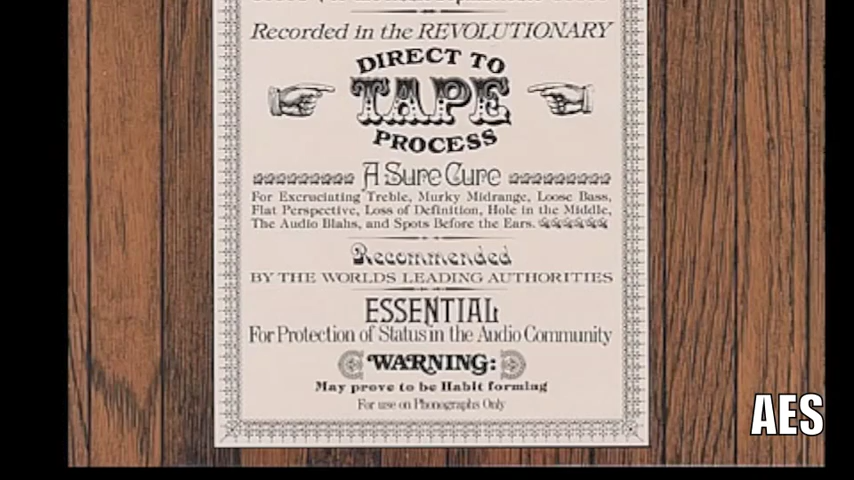 Recorded in the REVOLUTIONARY
DIRECT TO
TAPE
PROCESS
A Sure Cure
For Excruciating Treble, Murky Midrange, Loose Bass,
Flat Perspective, Loss of Definition, Hole in the Middle,
The Audio Blahs, and Spots Before the Ears.
Recommended
BY THE WORLDS LEADING AUTHORITIES
ESSENTIAL
For Protection of Status in the Audio Community
WARNING:
May prove to be Habit forming
For use on Phonographs Only
AES